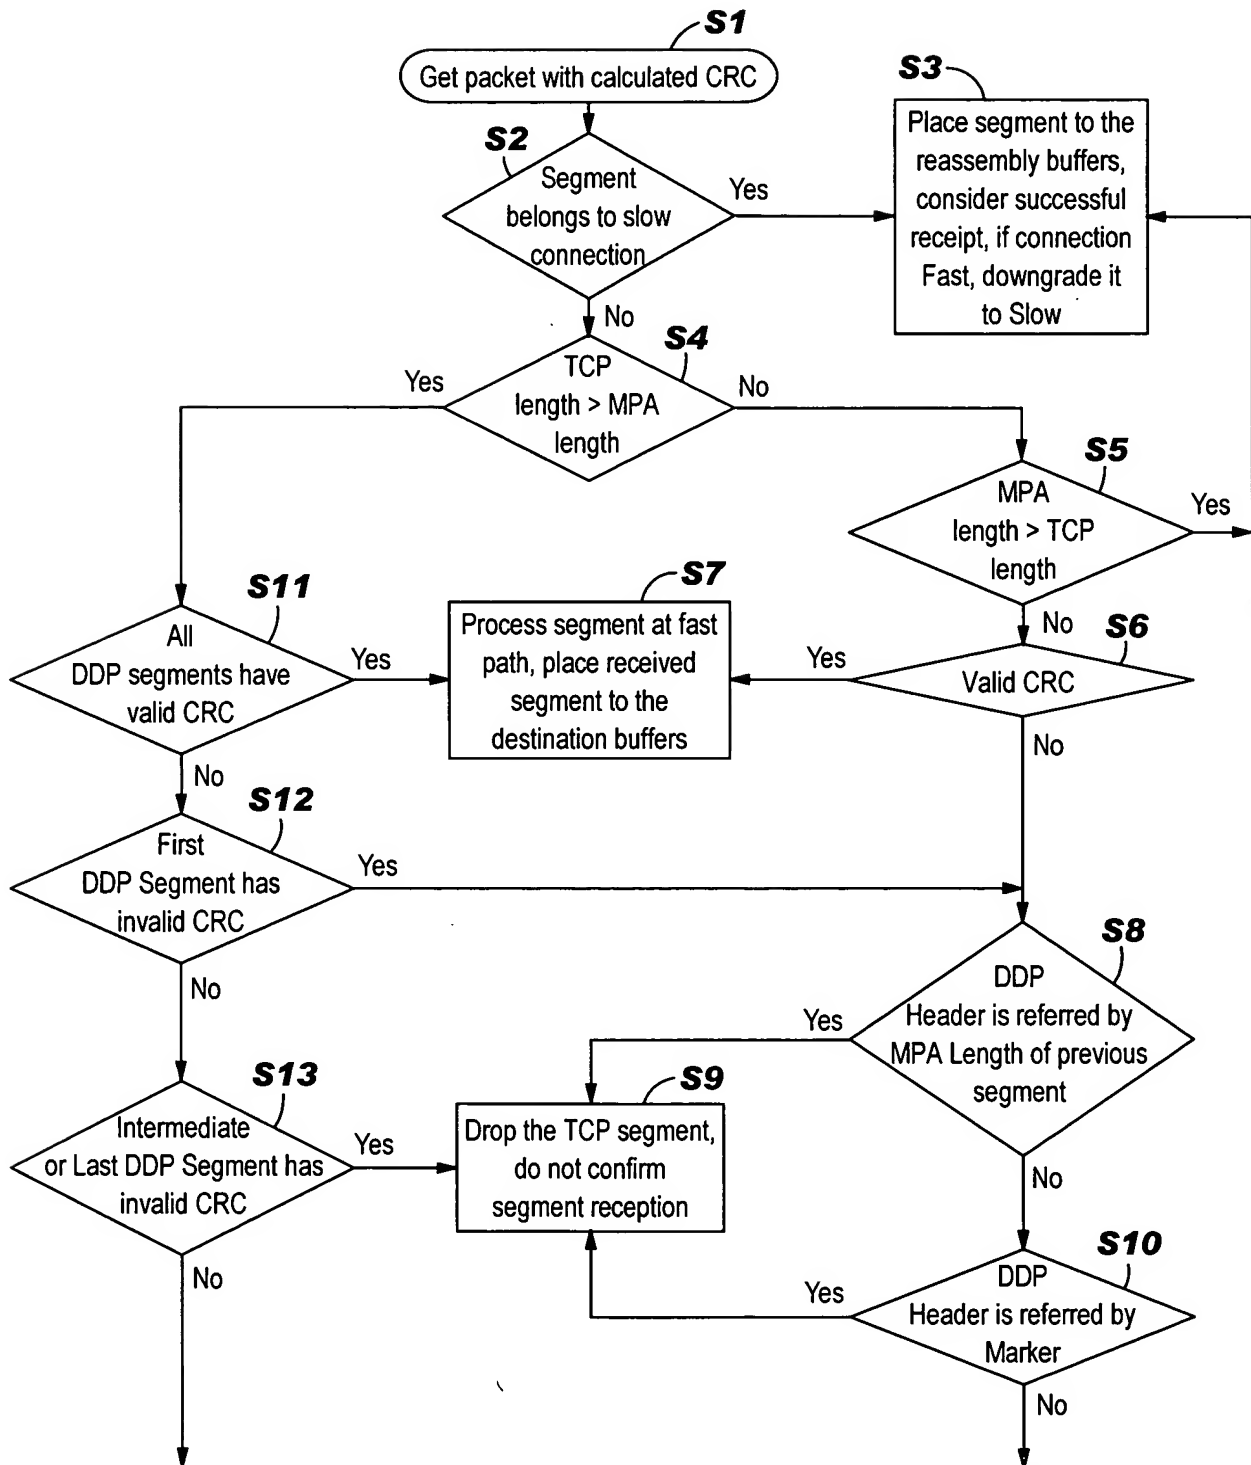 S1
Get packet with calculated CRC
S2
Segment
belongs to slow
connection
Yes
No
S3
Place segment to the
reassembly buffers,
consider successful
receipt, if connection
Fast, downgrade it
to Slow
S4
TCP
length > MPA
length
Yes
No
S5
MPA
length > TCP
length
Yes
No
S11
All
DDP segments have
valid CRC
Yes
No
S7
Process segment at fast
path, place received
segment to the
destination buffers
S6
Valid CRC
Yes
No
S12
First
DDP Segment has
invalid CRC
Yes
No
S8
DDP
Header is referred by
MPA Length of previous
segment
Yes
No
S13
Intermediate
or Last DDP Segment has
invalid CRC
Yes
No
S9
Drop the TCP segment,
do not confirm
segment reception
S10
DDP
Header is referred by
Marker
Yes
No